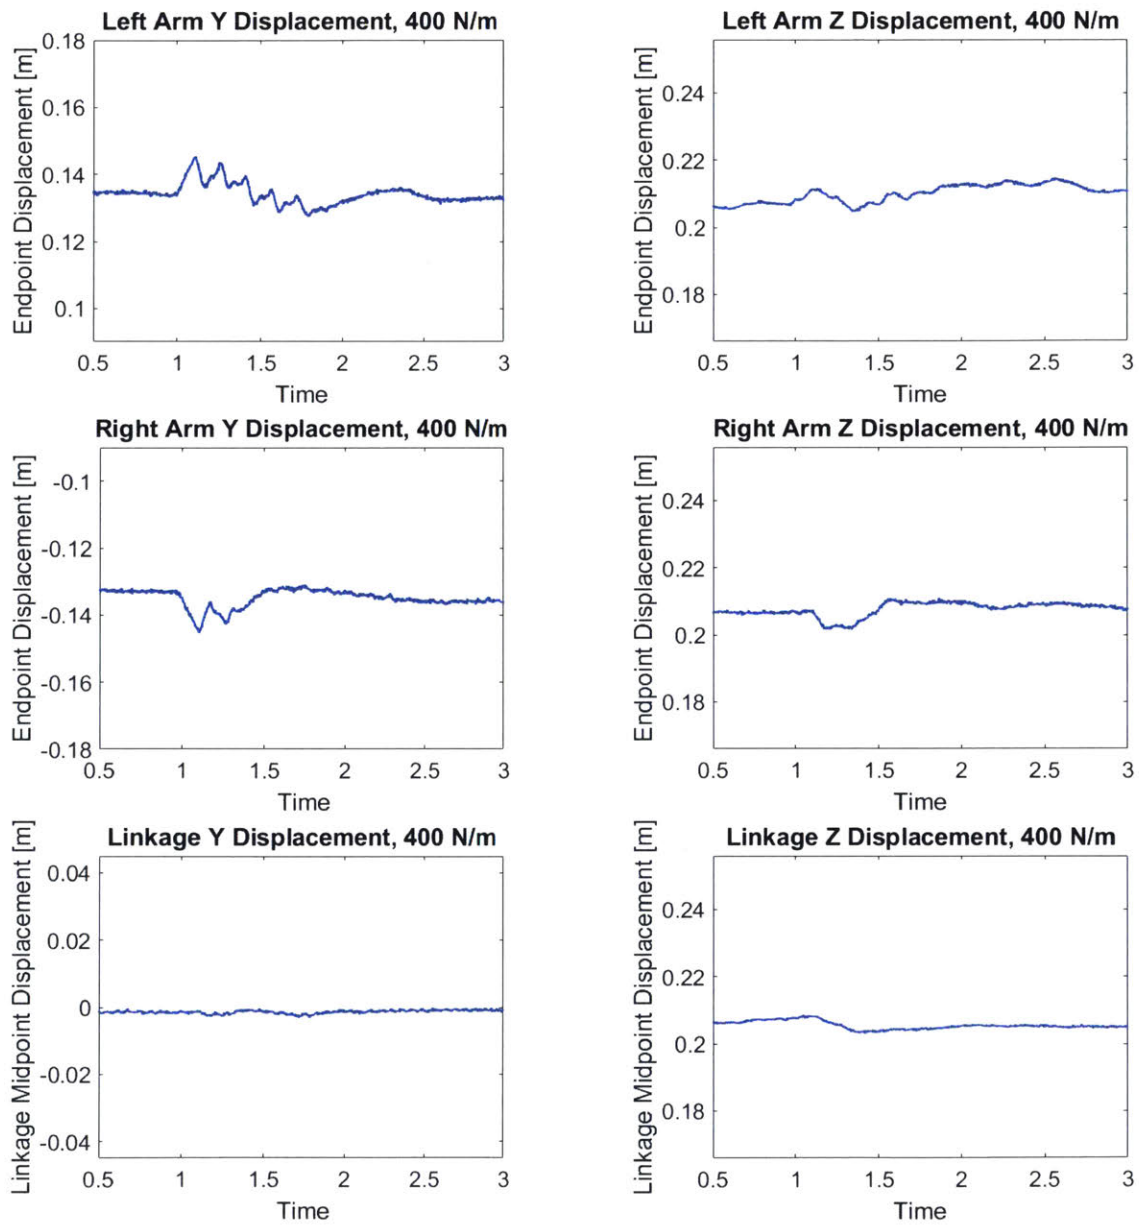 Left Arm Y Displacement, 400 N/m
Endpoint Displacement [m]
0.18
0.16
0.14
0.12
0.1
0.5 1 1.5 2 2.5 3
Time
Left Arm Z Displacement, 400 N/m
Endpoint Displacement [m]
0.24
0.22
0.2
0.18
0.5 1 1.5 2 2.5 3
Time
Right Arm Y Displacement, 400 N/m
Endpoint Displacement [m]
-0.1
-0.12
-0.14
-0.16
-0.18
0.5 1 1.5 2 2.5 3
Time
Right Arm Z Displacement, 400 N/m
Endpoint Displacement [m]
0.24
0.22
0.2
0.18
0.5 1 1.5 2 2.5 3
Time
Linkage Y Displacement, 400 N/m
Linkage Midpoint Displacement [m]
0.04
0.02
0
-0.02
-0.04
0.5 1 1.5 2 2.5 3
Time
Linkage Z Displacement, 400 N/m
Linkage Midpoint Displacement [m]
0.24
0.22
0.2
0.18
0.5 1 1.5 2 2.5 3
Time